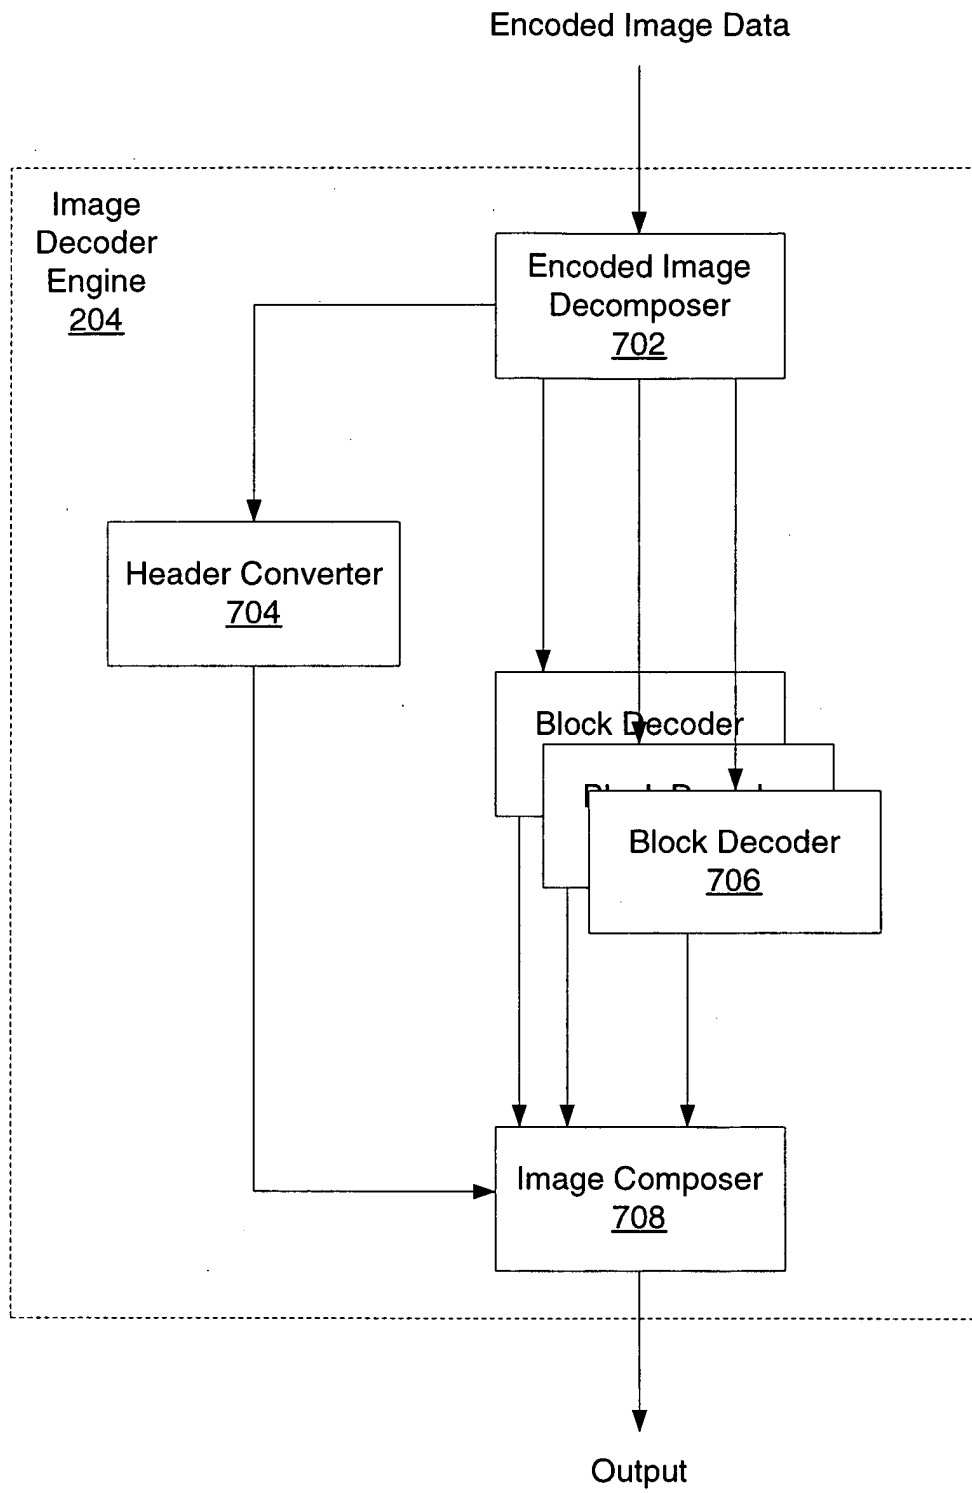 Encoded Image Data
Image
Decoder
Engine
204
Encoded Image
Decomposer
702
Header Converter
704
Block Decoder
Block Decoder
706
Image Composer
708
Output